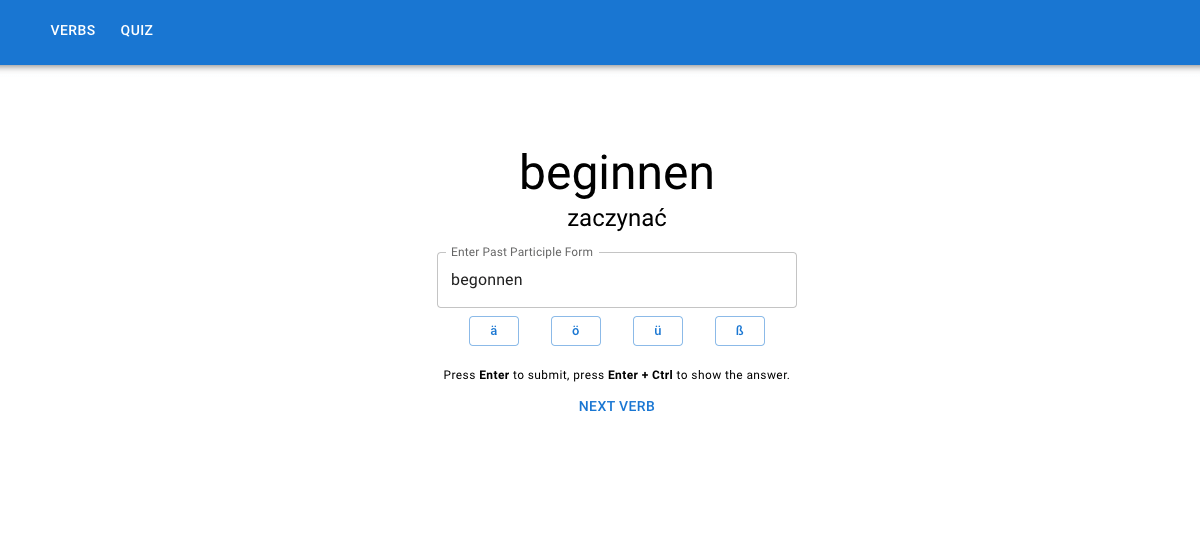 VERBS QUIZ
beginnen
zaczynać
Enter Past Participle Form
begonnen
ä ö ü ß
Press Enter to submit, press Enter + Ctrl to show the answer.
NEXT VERB